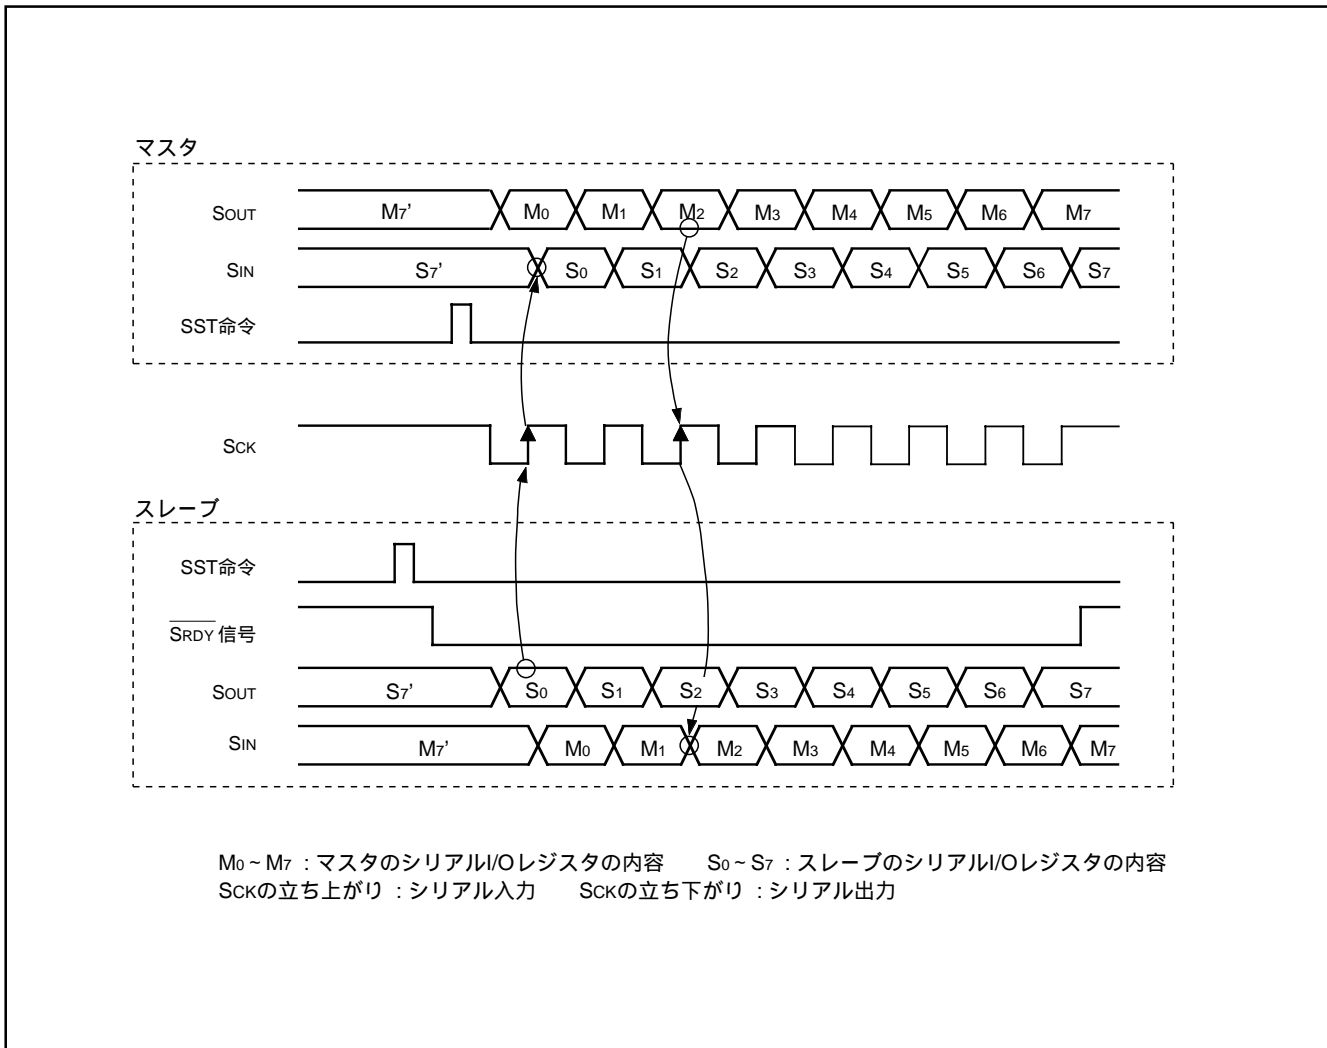 マスタ
SOUT M7’ M0 M1 M2 M3 M4 M5 M6 M7
SIN S7’ S0 S1 S2 S3 S4 S5 S6 S7
SST命令
SCK
スレーブ
SST命令
SRDY 信号
SOUT S7’ S0 S1 S2 S3 S4 S5 S6 S7
SIN M7’ M0 M1 M2 M3 M4 M5 M6 M7
M0 ~ M7 : マスタのシリアルI/Oレジスタの内容 S0 ~ S7 : スレーブのシリアルI/Oレジスタの内容
SCKの立ち上がり : シリアル入力 SCKの立ち下がり : シリアル出力